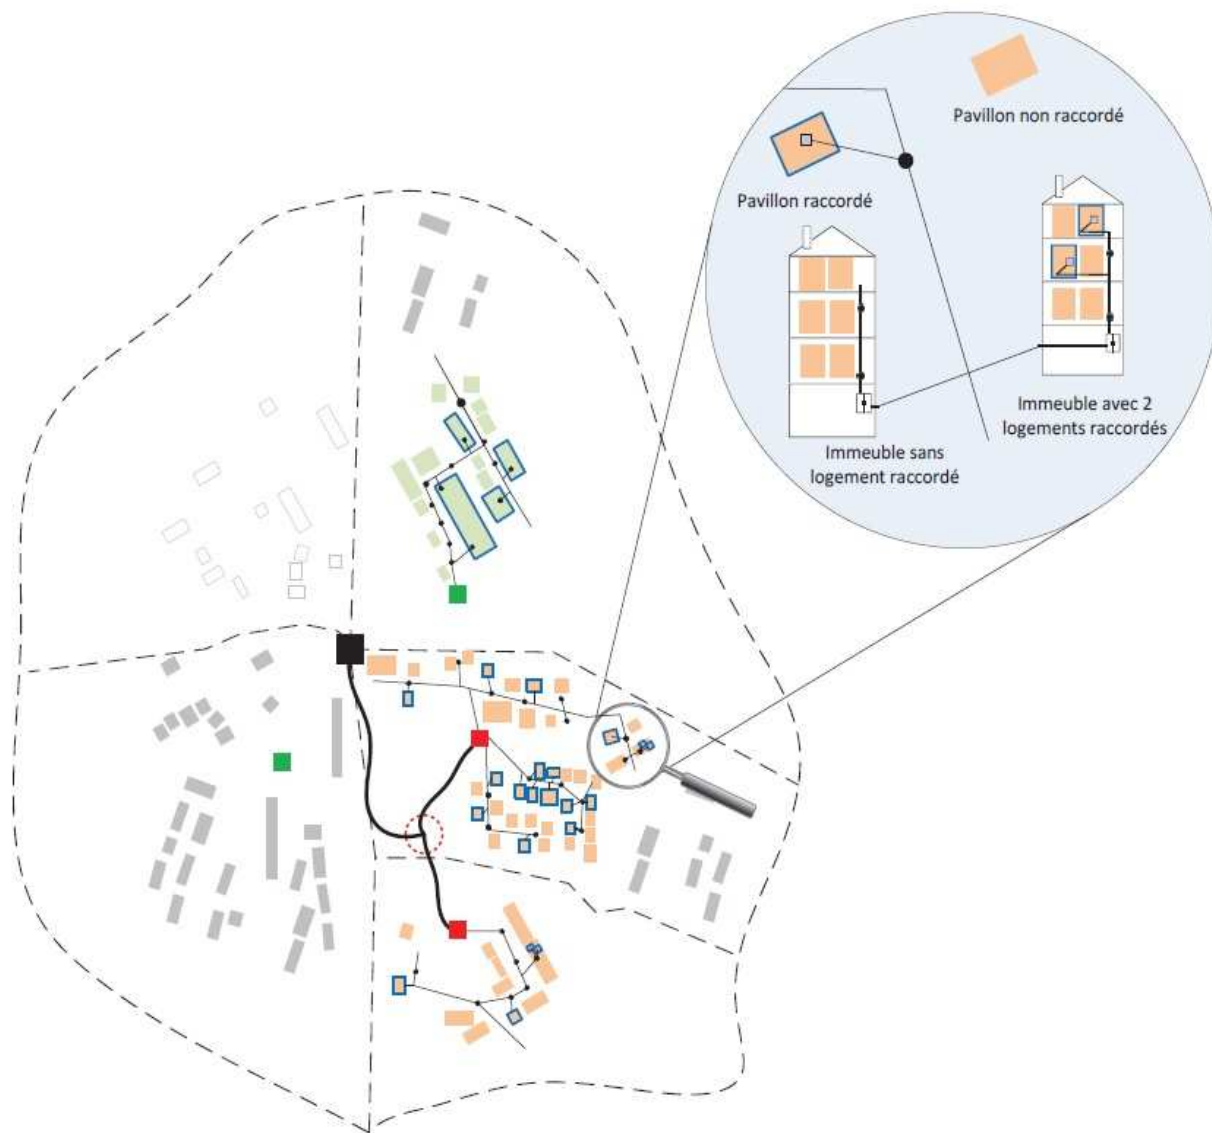 Pavillon non raccordé
Pavillon raccordé
Immeuble avec 2
logements raccordés
Immeuble sans
logement raccordé